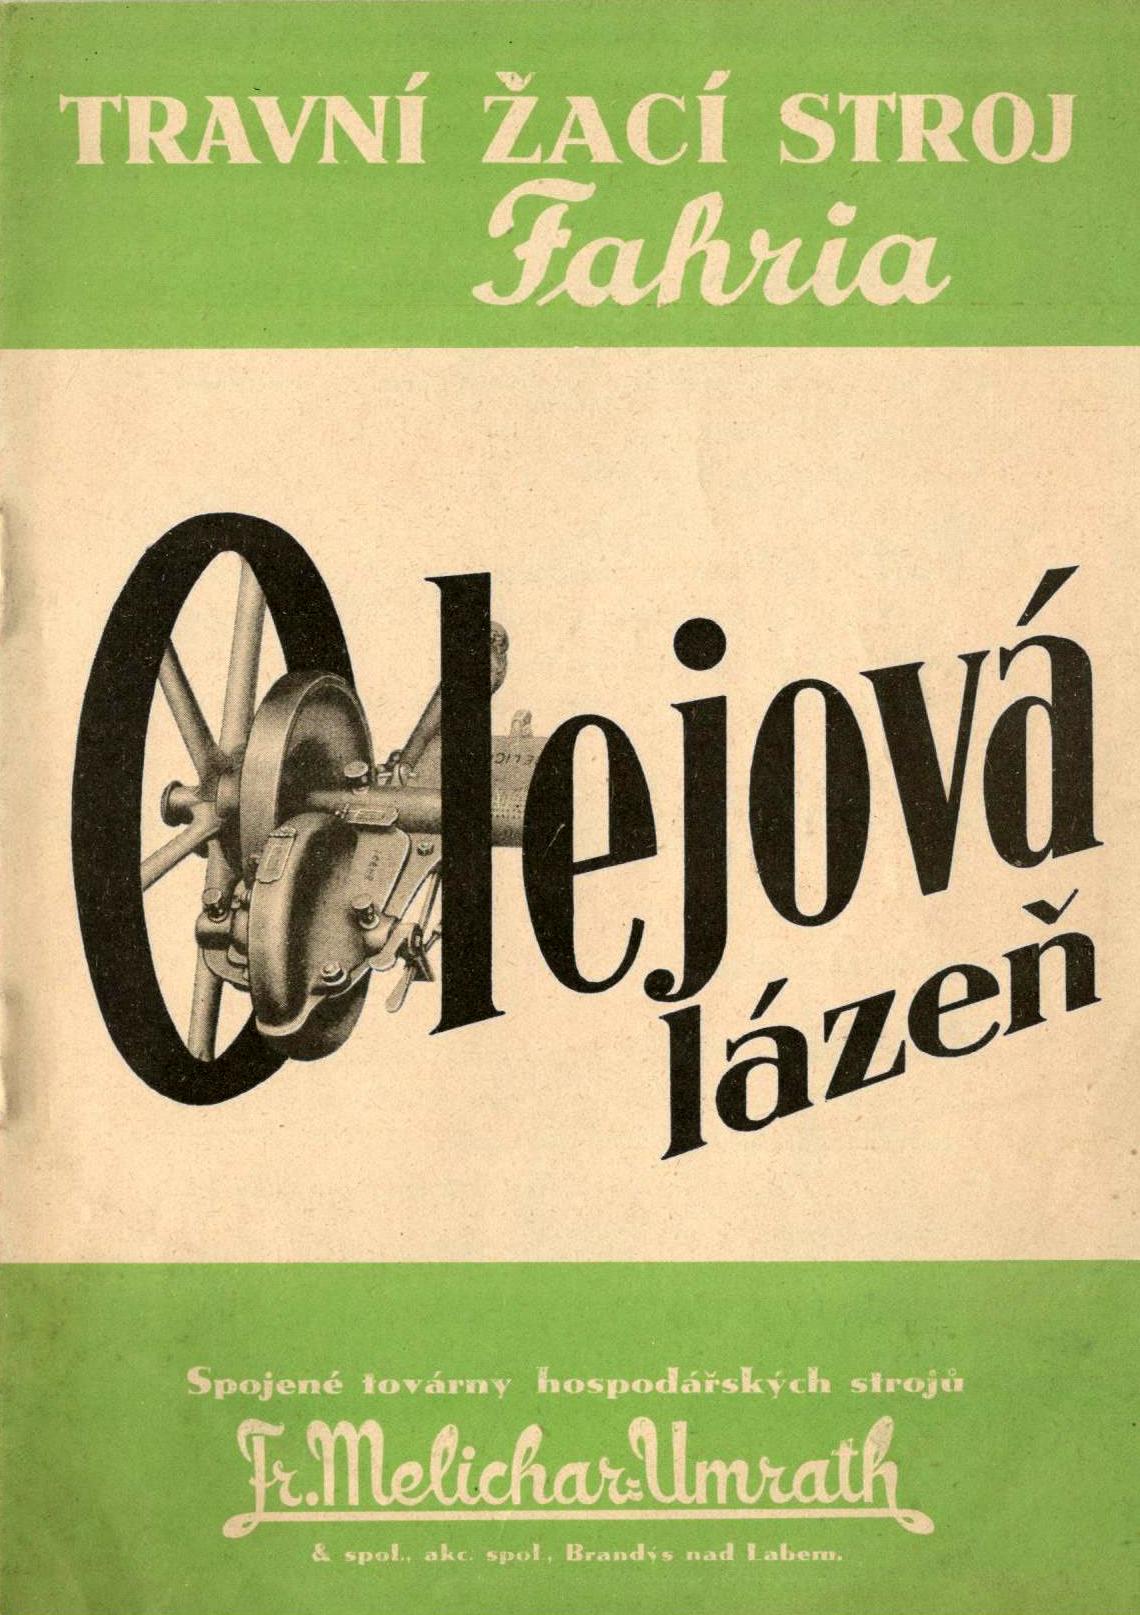 TRAVNÍ ŽACÍ STROJ
Fahria
Olejová
lázeň
Spojené továrny hospodářských strojů
Fr. Melichar-Umrath
& spol., akc. spol., Brandýs nad Labem.